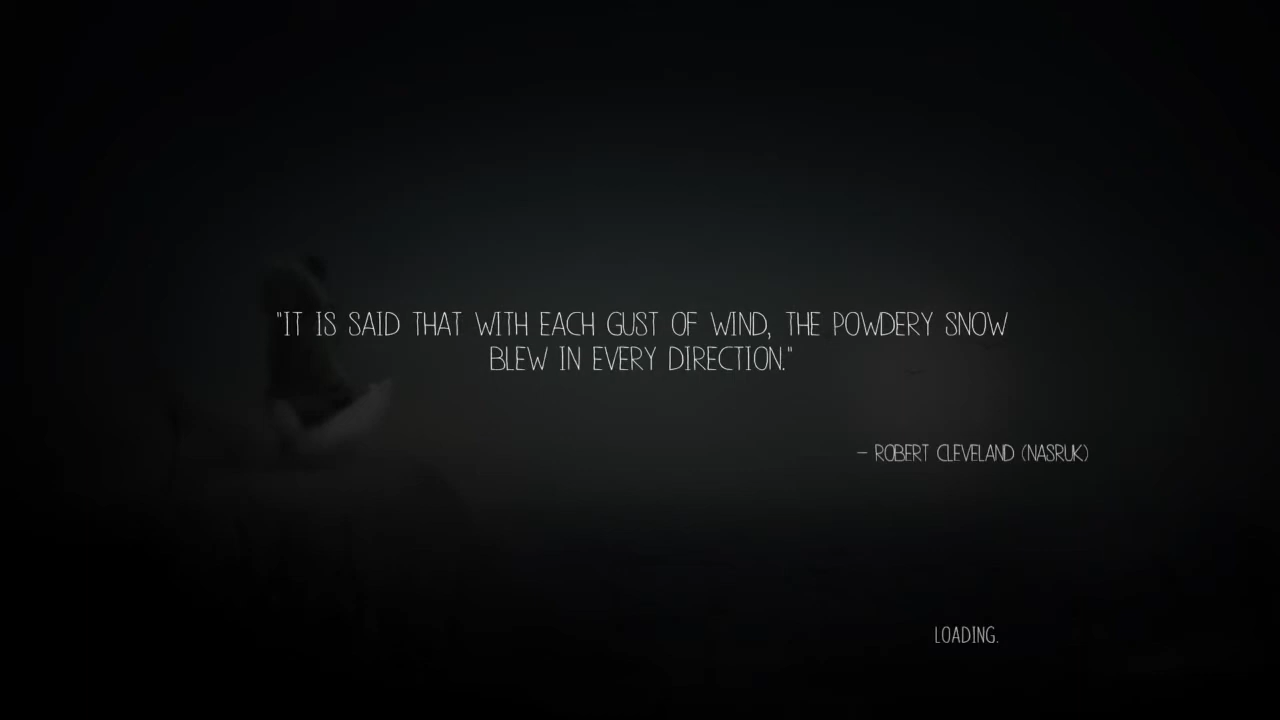 "IT IS SAID THAT WITH EACH GUST OF WIND, THE POWDERY SNOW
BLEW IN EVERY DIRECTION."
– ROBERT CLEVELAND (NASRUK)
LOADING.